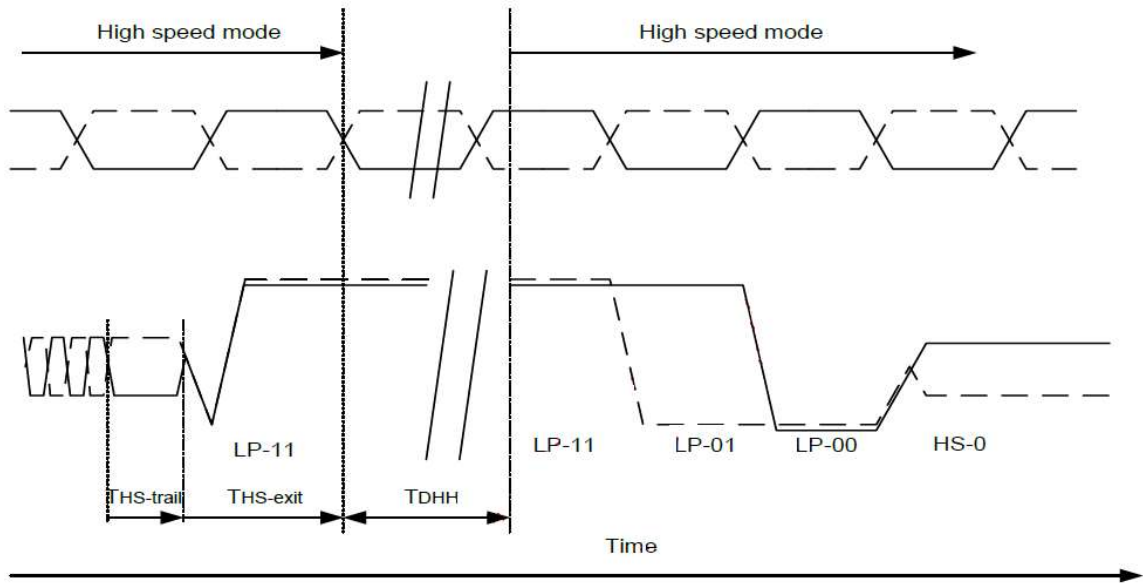 High speed mode
High speed mode
LP-11
LP-11
LP-01
LP-00
HS-0
THS-trail
THS-exit
TDHH
Time